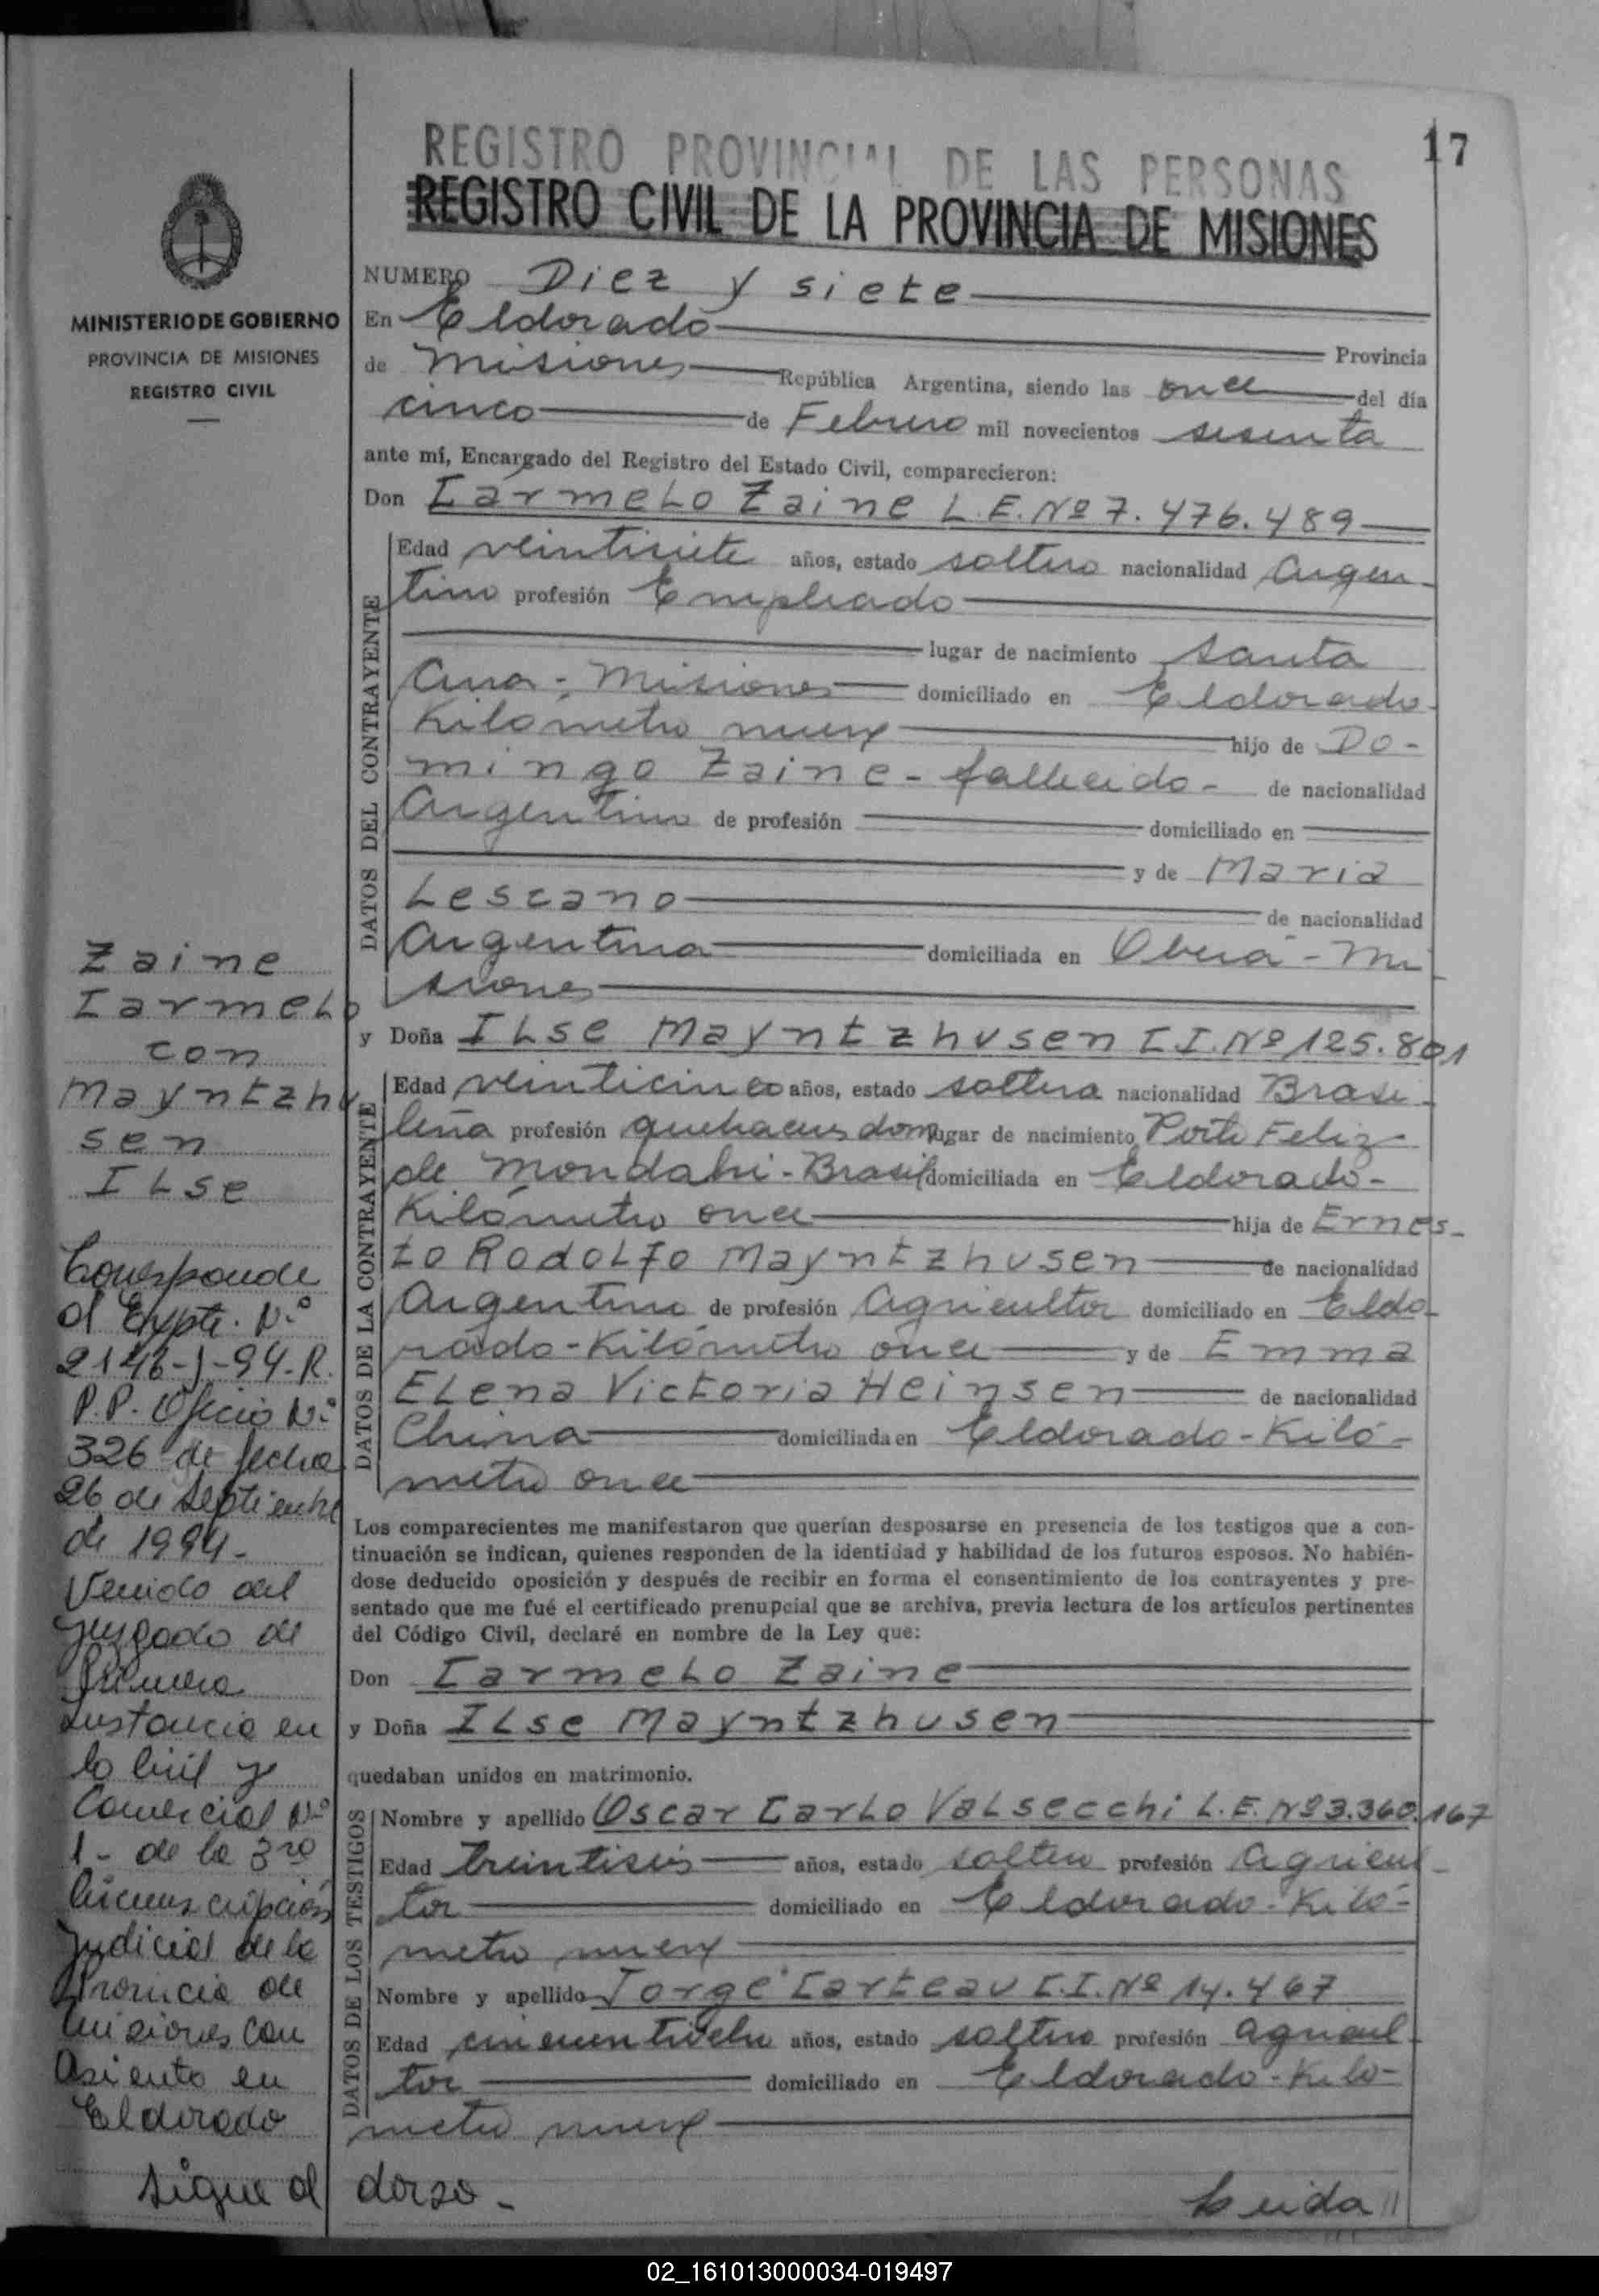 17
REGISTRO PROVINCIAL DE LAS PERSONAS
REGISTRO CIVIL DE LA PROVINCIA DE MISIONES
MINISTERIO DE GOBIERNO
PROVINCIA DE MISIONES
REGISTRO CIVIL
NUMERO Diez y siete
En Eldorado
Provincia
de Misiones República Argentina, siendo las once del día
cinco de Febrero mil novecientos sesenta
ante mí, Encargado del Registro del Estado Civil, comparecieron:
Don Carmelo Zaine L.E. Nº 7.476.489
DATOS DEL CONTRAYENTE
Edad veintisiete años, estado soltero nacionalidad Argen-
tino profesión Empleado
lugar de nacimiento Santa
Ana - Misiones domiciliado en Eldorado-
Kilómetro nueve hijo de Do-
mingo Zaine - fallecido - de nacionalidad
Argentino de profesión domiciliado en
y de Maria
Lescano de nacionalidad
Argentina domiciliada en Oberá - Mi
siones
y Doña Ilse Mayntzhusen C.I. Nº 125.801
DATOS DE LA CONTRAYENTE
Edad veinticinco años, estado soltera nacionalidad Brasi-
leña profesión quehaceres dom. lugar de nacimiento Porto Feliz-
de Mondahi - Brasil domiciliada en Eldorado-
Kilómetro once hija de Ernes-
to Rodolfo Mayntzhusen de nacionalidad
Argentino de profesión Agricultor domiciliado en Eldo-
rado - Kilómetro once y de Emma
Elena Victoria Heinsen de nacionalidad
China domiciliada en Eldorado - Kiló-
metro once
Los comparecientes me manifestaron que querían desposarse en presencia de los testigos que a con-
tinuación se indican, quienes responden de la identidad y habilidad de los futuros esposos. No habién-
dose deducido oposición y después de recibir en forma el consentimiento de los contrayentes y pre-
sentado que me fué el certificado prenupcial que se archiva, previa lectura de los artículos pertinentes
del Código Civil, declaré en nombre de la Ley que:
Don Carmelo Zaine
y Doña Ilse Mayntzhusen
quedaban unidos en matrimonio.
DATOS DE LOS TESTIGOS
Nombre y apellido Oscar Carlo Valsecchi L.E. Nº 3.360.167
Edad treintiseis años, estado soltero profesión Agricul-
tor domiciliado en Eldorado - Kiló-
metro nueve
Nombre y apellido Jorge Carteau C.I. Nº 14.467
Edad años, estado soltero profesión agricul-
tor domiciliado en Eldorado - Kiló-
metro nueve
Leida //
Zaine
Carmelo
con
Mayntzhu
sen
Ilse
Corresponde
al Expte. Nº
2146-J-94-R.
P.P. Oficio Nº
326 de fecha
26 de Septiembre
de 1994-
Venido del
Juzgado de
Primera
Instancia en
lo Civil y
Comercial Nº
1 - de la 3ra
Circunscripción
Judicial de la
Provincia de
Misiones con
Asiento en
Eldorado
Sigue al dorso-
02_161013000034-019497